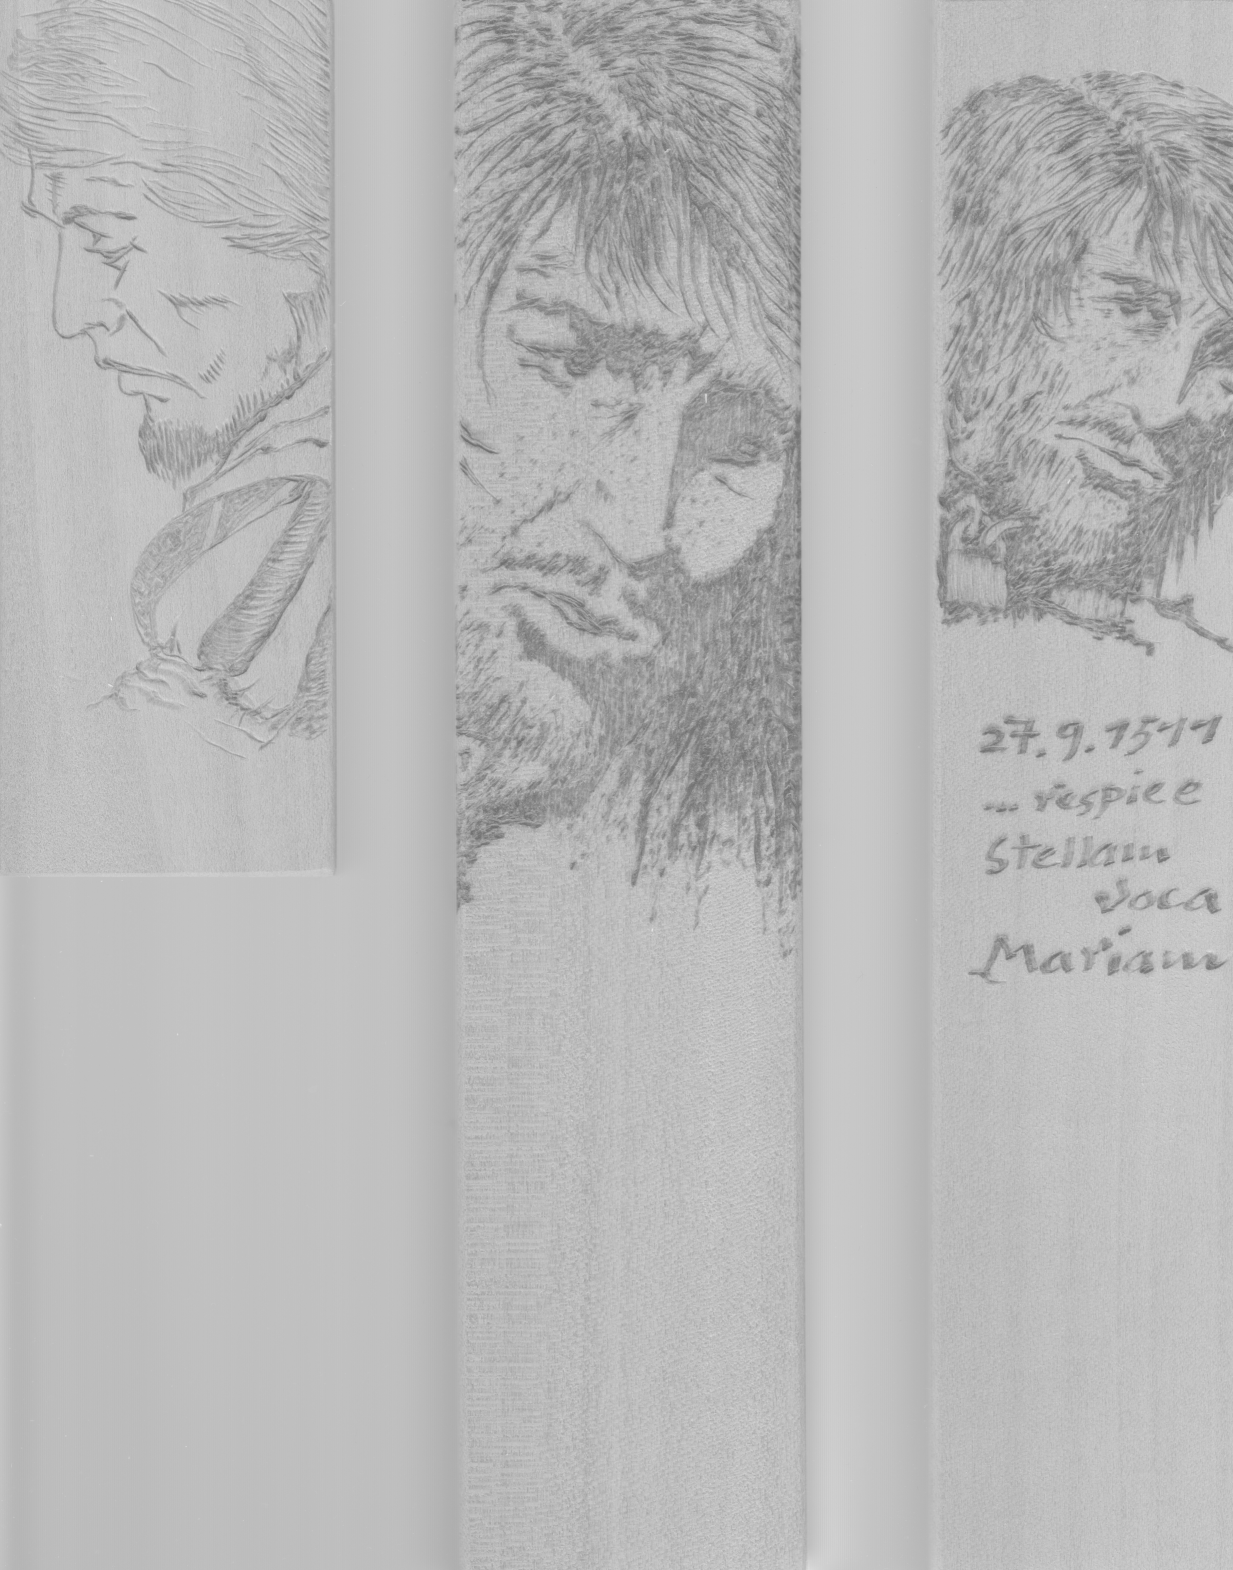 27.9.1511
... respice
Stellam
voca
Mariam